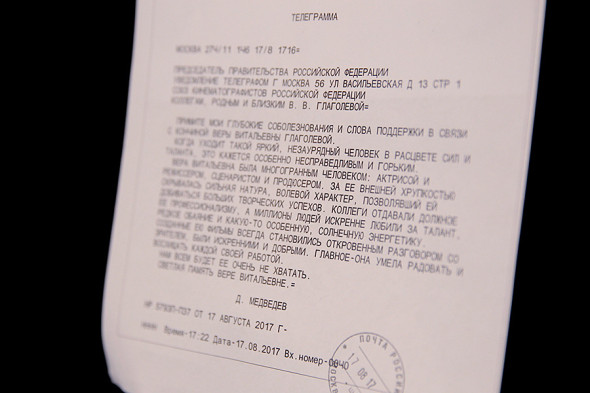 ТЕЛЕГРАММА
МОСКВА 274/11 146 17/8 1716=
ПРЕДСЕДАТЕЛЬ ПРАВИТЕЛЬСТВА РОССИЙСКОЙ ФЕДЕРАЦИИ
УВЕДОМЛЕНИЕ ТЕЛЕГРАФОМ Г МОСКВА 56 УЛ ВАСИЛЬЕВСКАЯ Д 13 СТР 1
СОЮЗ КИНЕМАТОГРАФИСТОВ РОССИЙСКОЙ ФЕДЕРАЦИИ
КОЛЛЕГАМ, РОДНЫМ И БЛИЗКИМ В. В. ГЛАГОЛЕВОЙ=
ПРИМИТЕ МОИ ГЛУБОКИЕ СОБОЛЕЗНОВАНИЯ И СЛОВА ПОДДЕРЖКИ В СВЯЗИ
С КОНЧИНОЙ ВЕРЫ ВИТАЛЬЕВНЫ ГЛАГОЛЕВОЙ.
КОГДА УХОДИТ ТАКОЙ ЯРКИЙ, НЕЗАУРЯДНЫЙ ЧЕЛОВЕК В РАСЦВЕТЕ СИЛ И
ТАЛАНТА, ЭТО КАЖЕТСЯ ОСОБЕННО НЕСПРАВЕДЛИВЫМ И ГОРЬКИМ.
ВЕРА ВИТАЛЬЕВНА БЫЛА МНОГОГРАННЫМ ЧЕЛОВЕКОМ: АКТРИСОЙ И
РЕЖИССЕРОМ, СЦЕНАРИСТОМ И ПРОДЮСЕРОМ. ЗА ЕЕ ВНЕШНЕЙ ХРУПКОСТЬЮ
СКРЫВАЛАСЬ СИЛЬНАЯ НАТУРА, ВОЛЕВОЙ ХАРАКТЕР, ПОЗВОЛЯВШИЙ ЕЙ
ДОБИВАТЬСЯ БОЛЬШИХ ТВОРЧЕСКИХ УСПЕХОВ. КОЛЛЕГИ ОТДАВАЛИ ДОЛЖНОЕ
ЕЕ ПРОФЕССИОНАЛИЗМУ, А МИЛЛИОНЫ ЛЮДЕЙ ИСКРЕННЕ ЛЮБИЛИ ЗА ТАЛАНТ,
РЕДКОЕ ОБАЯНИЕ И КАКУЮ-ТО ОСОБЕННУЮ, СОЛНЕЧНУЮ ЭНЕРГЕТИКУ.
СОЗДАННЫЕ ЕЮ ФИЛЬМЫ ВСЕГДА СТАНОВИЛИСЬ ОТКРОВЕННЫМ РАЗГОВОРОМ СО
ЗРИТЕЛЕМ, БЫЛИ ИСКРЕННИМИ И ДОБРЫМИ. ГЛАВНОЕ-ОНА УМЕЛА РАДОВАТЬ И
ВОСХИЩАТЬ КАЖДОЙ СВОЕЙ РАБОТОЙ.
НАМ ВСЕМ БУДЕТ ЕЕ ОЧЕНЬ НЕ ХВАТАТЬ.
СВЕТЛАЯ ПАМЯТЬ ВЕРЕ ВИТАЛЬЕВНЕ.=
Д. МЕДВЕДЕВ
НР ОТ 17 АВГУСТА 2017 Г-
Время-17:22 Дата-17.08.2017 Вх.номер-0640
ПОЧТА РОССИИ
17 08 17